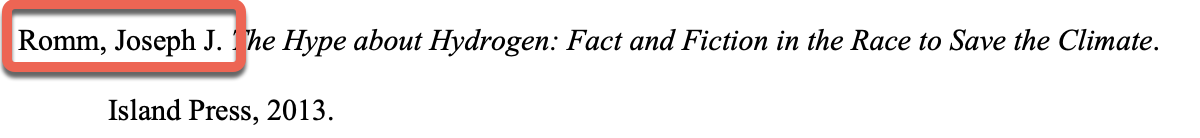 Romm, Joseph J. The Hype about Hydrogen: Fact and Fiction in the Race to Save the Climate.
Island Press, 2013.